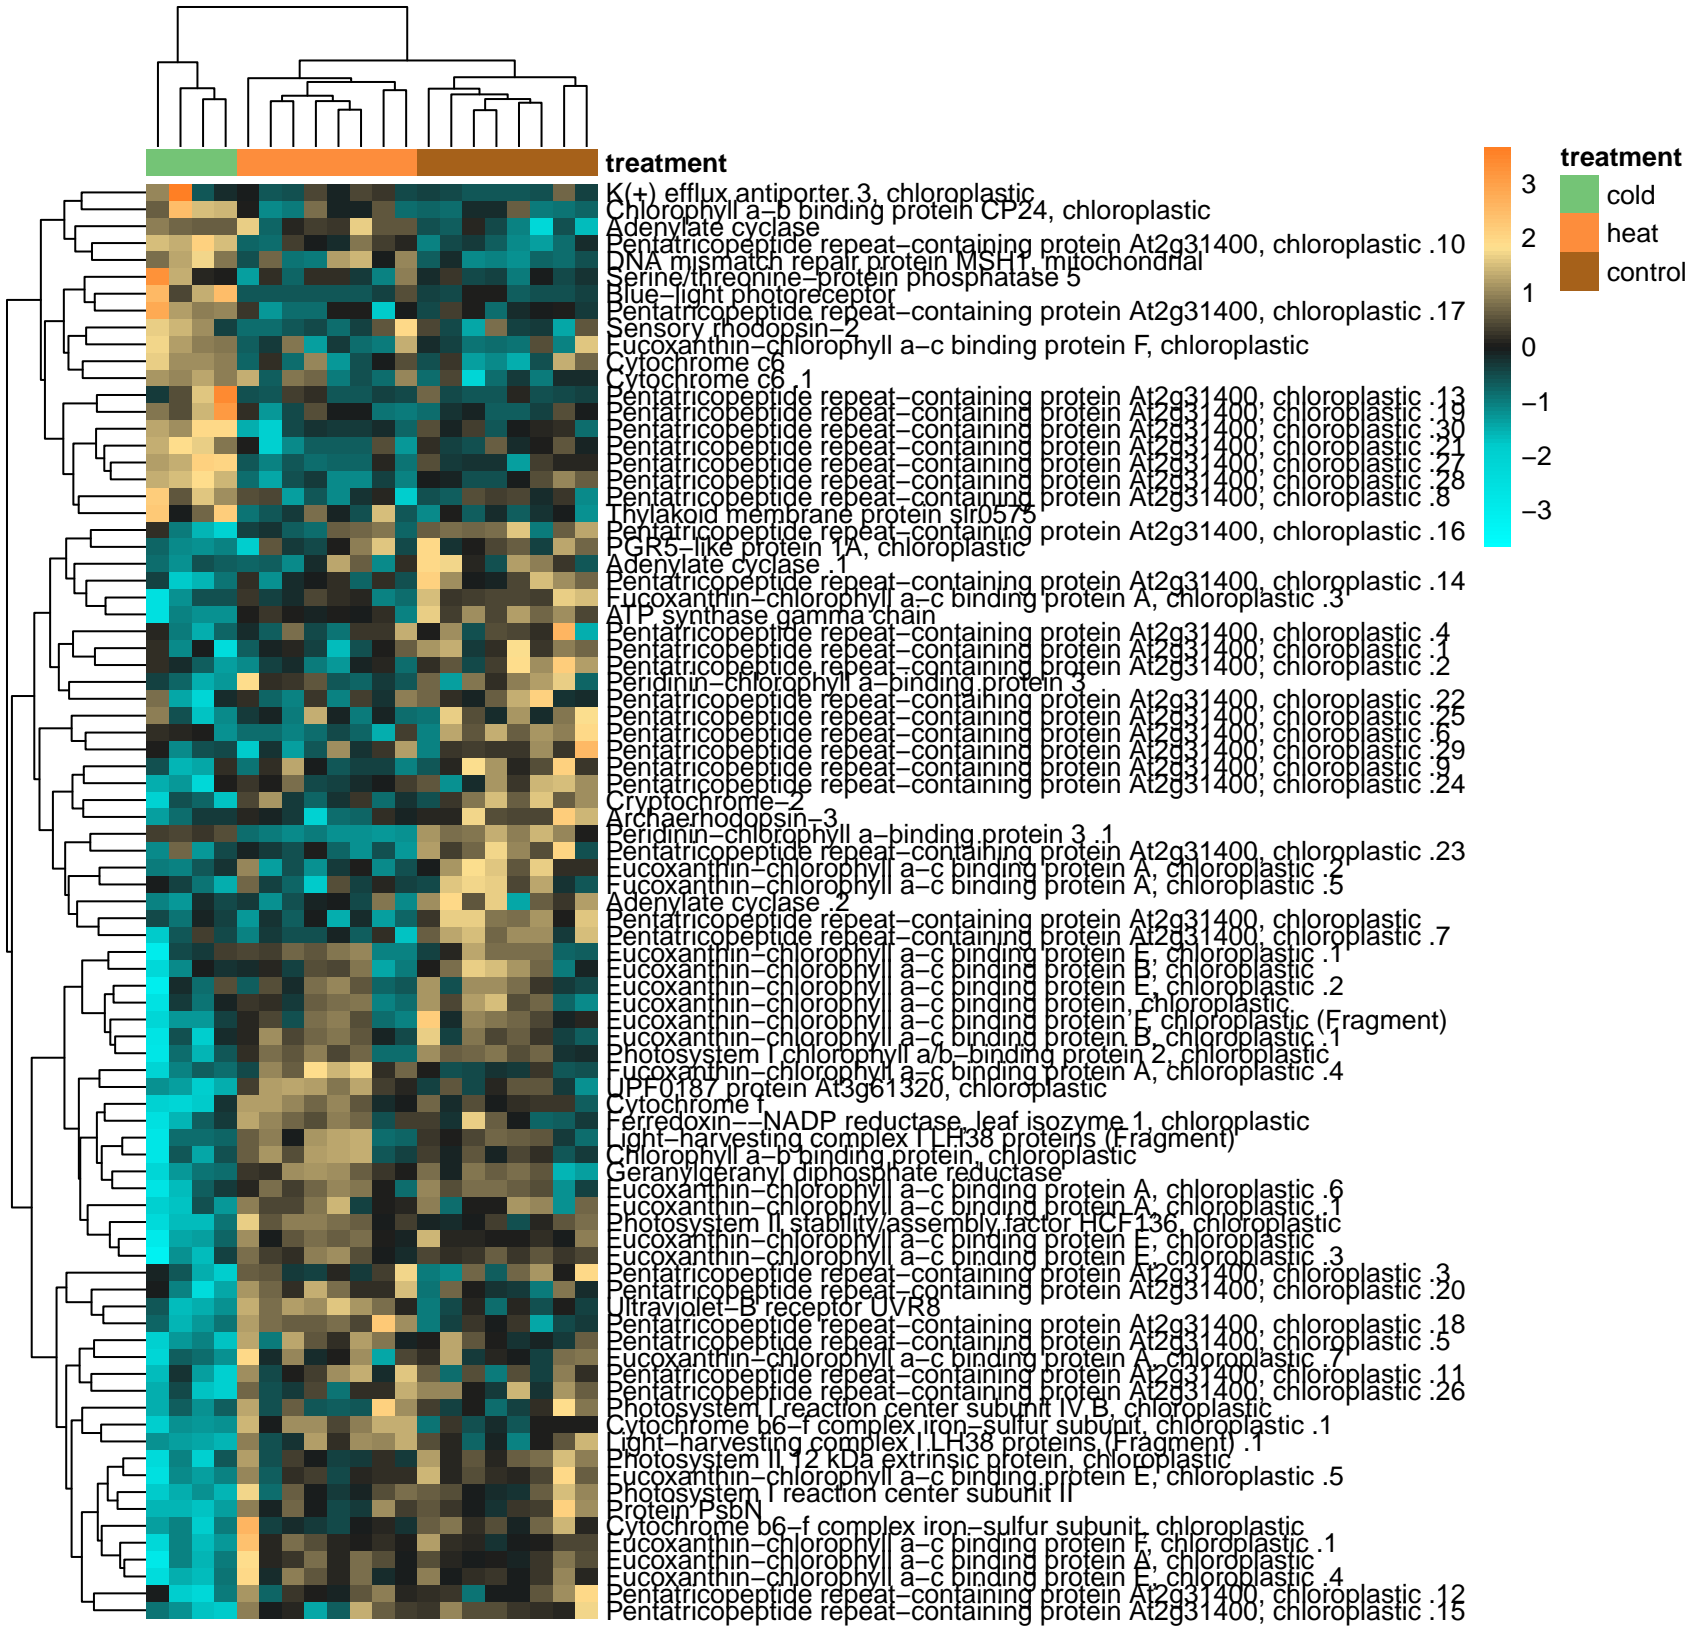 treatment
K(+) efflux antiporter 3, chloroplastic
Chlorophyll a−b binding protein CP24, chloroplastic
Adenylate cyclase
Pentatricopeptide repeat−containing protein At2g31400, chloroplastic .10
DNA mismatch repair protein MSH1, mitochondrial
Serine/threonine−protein phosphatase 5
Blue−light photoreceptor
Pentatricopeptide repeat−containing protein At2g31400, chloroplastic .17
Sensory rhodopsin−2
Fucoxanthin−chlorophyll a−c binding protein F, chloroplastic
Cytochrome c6
Cytochrome c6 .1
Pentatricopeptide repeat−containing protein At2g31400, chloroplastic .13
Pentatricopeptide repeat−containing protein At2g31400, chloroplastic .19
Pentatricopeptide repeat−containing protein At2g31400, chloroplastic .30
Pentatricopeptide repeat−containing protein At2g31400, chloroplastic .21
Pentatricopeptide repeat−containing protein At2g31400, chloroplastic .27
Pentatricopeptide repeat−containing protein At2g31400, chloroplastic .28
Pentatricopeptide repeat−containing protein At2g31400, chloroplastic .8
Thylakoid membrane protein slr0575
Pentatricopeptide repeat−containing protein At2g31400, chloroplastic .16
PGR5−like protein 1A, chloroplastic
Adenylate cyclase .1
Pentatricopeptide repeat−containing protein At2g31400, chloroplastic .14
Fucoxanthin−chlorophyll a−c binding protein A, chloroplastic .3
ATP synthase gamma chain
Pentatricopeptide repeat−containing protein At2g31400, chloroplastic .4
Pentatricopeptide repeat−containing protein At2g31400, chloroplastic .1
Pentatricopeptide repeat−containing protein At2g31400, chloroplastic .2
Peridinin−chlorophyll a−binding protein 3
Pentatricopeptide repeat−containing protein At2g31400, chloroplastic .22
Pentatricopeptide repeat−containing protein At2g31400, chloroplastic .25
Pentatricopeptide repeat−containing protein At2g31400, chloroplastic .6
Pentatricopeptide repeat−containing protein At2g31400, chloroplastic .29
Pentatricopeptide repeat−containing protein At2g31400, chloroplastic .9
Pentatricopeptide repeat−containing protein At2g31400, chloroplastic .24
Cryptochrome−2
Archaerhodopsin−3
Peridinin−chlorophyll a−binding protein 3 .1
Pentatricopeptide repeat−containing protein At2g31400, chloroplastic .23
Fucoxanthin−chlorophyll a−c binding protein A, chloroplastic .2
Fucoxanthin−chlorophyll a−c binding protein A, chloroplastic .5
Adenylate cyclase .2
Pentatricopeptide repeat−containing protein At2g31400, chloroplastic
Pentatricopeptide repeat−containing protein At2g31400, chloroplastic .7
Fucoxanthin−chlorophyll a−c binding protein E, chloroplastic .1
Fucoxanthin−chlorophyll a−c binding protein B, chloroplastic
Fucoxanthin−chlorophyll a−c binding protein E, chloroplastic .2
Fucoxanthin−chlorophyll a−c binding protein, chloroplastic
Fucoxanthin−chlorophyll a−c binding protein F, chloroplastic (Fragment)
Fucoxanthin−chlorophyll a−c binding protein B, chloroplastic .1
Photosystem I chlorophyll a/b−binding protein 2, chloroplastic
Fucoxanthin−chlorophyll a−c binding protein A, chloroplastic .4
UPF0187 protein At3g61320, chloroplastic
Cytochrome f
Ferredoxin−−NADP reductase, leaf isozyme 1, chloroplastic
Light−harvesting complex I LH38 proteins (Fragment)
Chlorophyll a−b binding protein, chloroplastic
Geranylgeranyl diphosphate reductase
Fucoxanthin−chlorophyll a−c binding protein A, chloroplastic .6
Fucoxanthin−chlorophyll a−c binding protein A, chloroplastic .1
Photosystem II stability/assembly factor HCF136, chloroplastic
Fucoxanthin−chlorophyll a−c binding protein E, chloroplastic
Fucoxanthin−chlorophyll a−c binding protein E, chloroplastic .3
Pentatricopeptide repeat−containing protein At2g31400, chloroplastic .3
Pentatricopeptide repeat−containing protein At2g31400, chloroplastic .20
Ultraviolet−B receptor UVR8
Pentatricopeptide repeat−containing protein At2g31400, chloroplastic .18
Pentatricopeptide repeat−containing protein At2g31400, chloroplastic .5
Fucoxanthin−chlorophyll a−c binding protein A, chloroplastic .7
Pentatricopeptide repeat−containing protein At2g31400, chloroplastic .11
Pentatricopeptide repeat−containing protein At2g31400, chloroplastic .26
Photosystem I reaction center subunit IV B, chloroplastic
Cytochrome b6−f complex iron−sulfur subunit, chloroplastic .1
Light−harvesting complex I LH38 proteins (Fragment) .1
Photosystem II 12 kDa extrinsic protein, chloroplastic
Fucoxanthin−chlorophyll a−c binding protein E, chloroplastic .5
Photosystem I reaction center subunit II
Protein PsbN
Cytochrome b6−f complex iron−sulfur subunit, chloroplastic
Fucoxanthin−chlorophyll a−c binding protein F, chloroplastic .1
Fucoxanthin−chlorophyll a−c binding protein A, chloroplastic
Fucoxanthin−chlorophyll a−c binding protein E, chloroplastic .4
Pentatricopeptide repeat−containing protein At2g31400, chloroplastic .12
Pentatricopeptide repeat−containing protein At2g31400, chloroplastic .15
3
2
1
0
−1
−2
−3
treatment
cold
heat
control